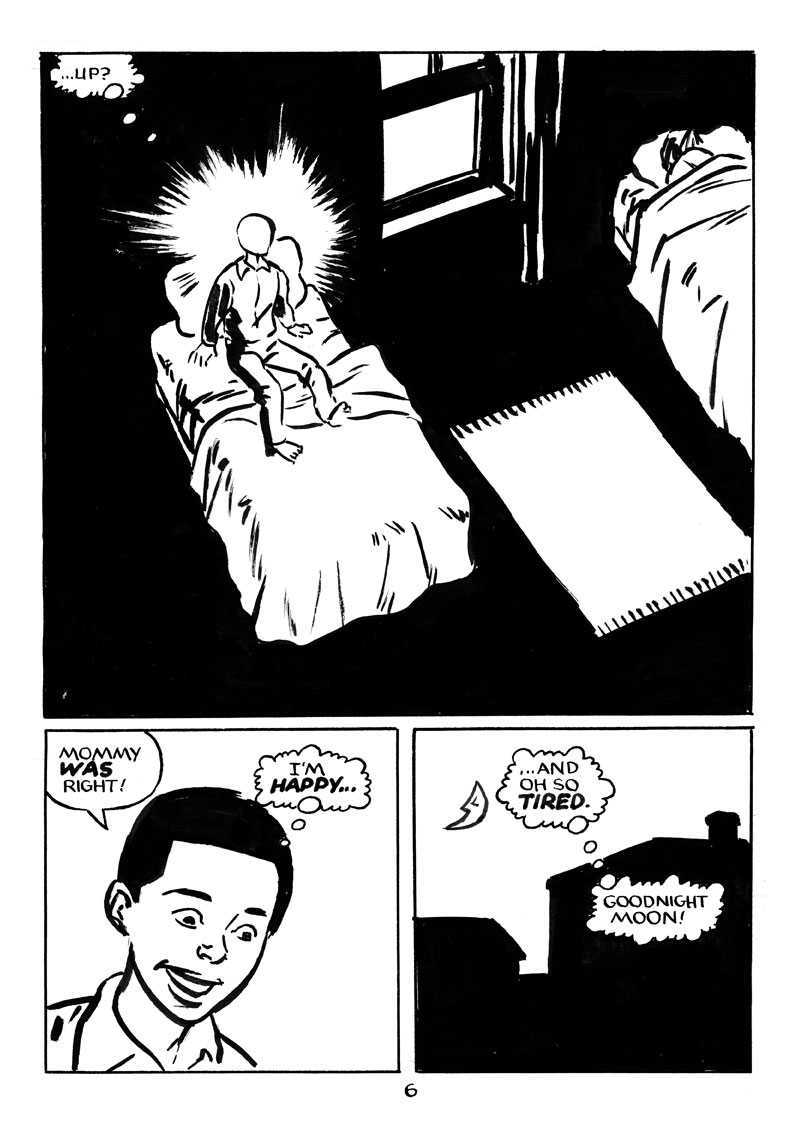 ...UP?
MOMMY
WAS
RIGHT!
I'M
HAPPY...
...AND
OH SO
TIRED.
GOODNIGHT
MOON!
6